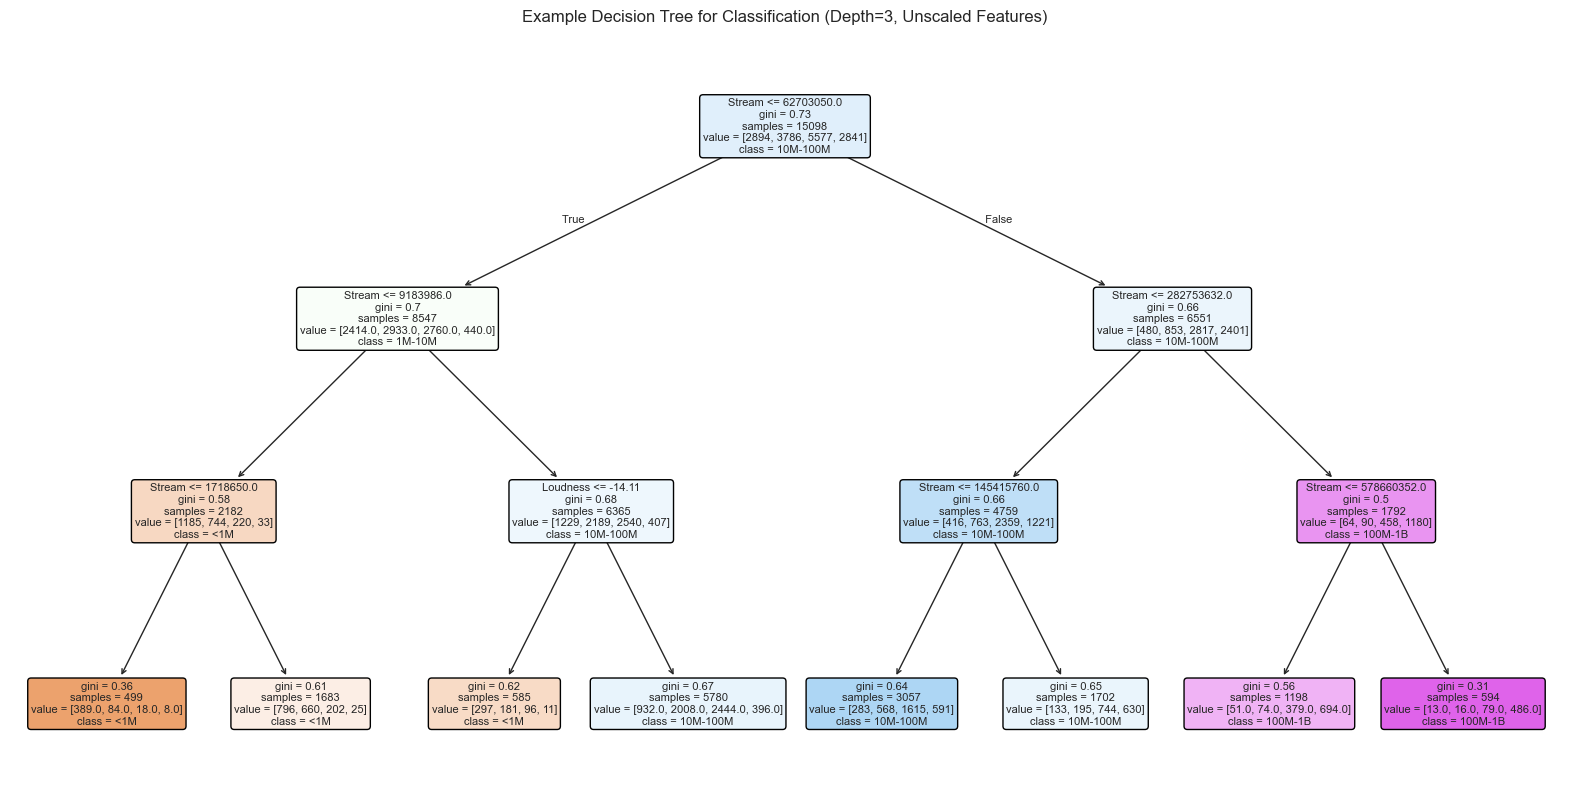 Example Decision Tree for Classification (Depth=3, Unscaled Features)
Stream <= 62703050.0
gini = 0.73
samples = 15098
value = [2894, 3786, 5577, 2841]
class = 10M-100M
True
False
Stream <= 9183986.0
gini = 0.7
samples = 8547
value = [2414.0, 2933.0, 2760.0, 440.0]
class = 1M-10M
Stream <= 282753632.0
gini = 0.66
samples = 6551
value = [480, 853, 2817, 2401]
class = 10M-100M
Stream <= 1718650.0
gini = 0.58
samples = 2182
value = [1185, 744, 220, 33]
class = <1M
Loudness <= -14.11
gini = 0.68
samples = 6365
value = [1229, 2189, 2540, 407]
class = 10M-100M
Stream <= 145415760.0
gini = 0.66
samples = 4759
value = [416, 763, 2359, 1221]
class = 10M-100M
Stream <= 578660352.0
gini = 0.5
samples = 1792
value = [64, 90, 458, 1180]
class = 100M-1B
gini = 0.36
samples = 499
value = [389.0, 84.0, 18.0, 8.0]
class = <1M
gini = 0.61
samples = 1683
value = [796, 660, 202, 25]
class = <1M
gini = 0.62
samples = 585
value = [297, 181, 96, 11]
class = <1M
gini = 0.67
samples = 5780
value = [932.0, 2008.0, 2444.0, 396.0]
class = 10M-100M
gini = 0.64
samples = 3057
value = [283, 568, 1615, 591]
class = 10M-100M
gini = 0.65
samples = 1702
value = [133, 195, 744, 630]
class = 10M-100M
gini = 0.56
samples = 1198
value = [51.0, 74.0, 379.0, 694.0]
class = 100M-1B
gini = 0.31
samples = 594
value = [13.0, 16.0, 79.0, 486.0]
class = 100M-1B